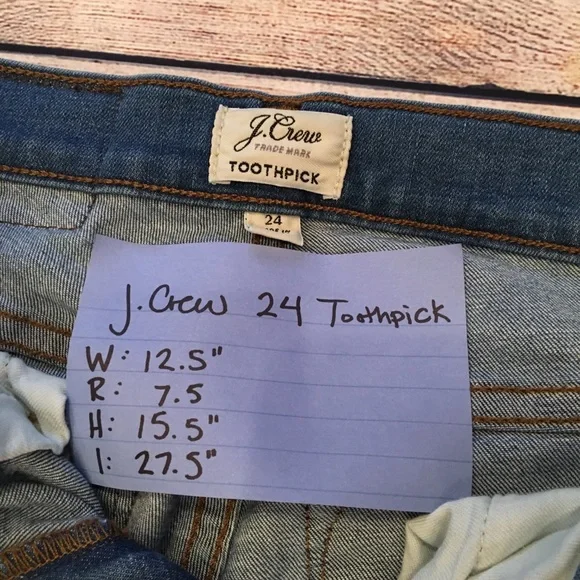 J.Crew
TRADE MARK
TOOTHPICK
24
J. Crew 24 Toothpick
W: 12.5"
R: 7.5
H: 15.5"
I: 27.5"